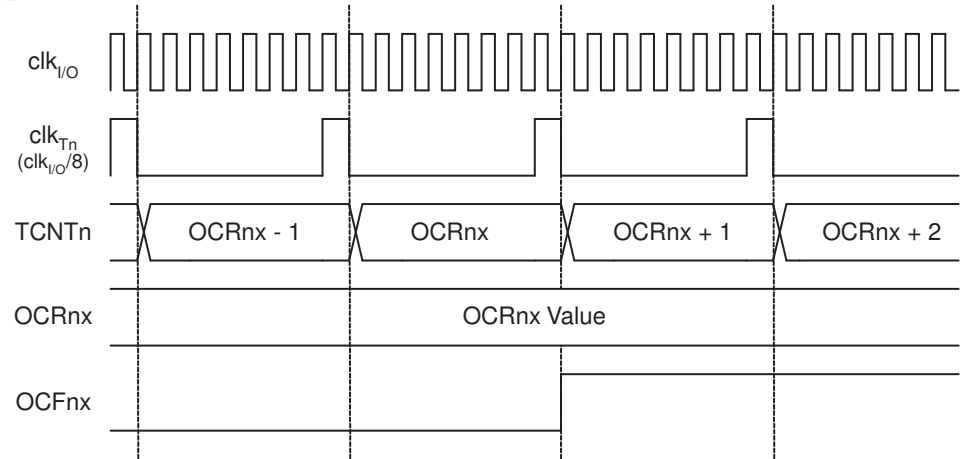 clkI/O
clkTn
(clkI/O/8)
TCNTn OCRnx - 1 OCRnx OCRnx + 1 OCRnx + 2
OCRnx OCRnx Value
OCFnx